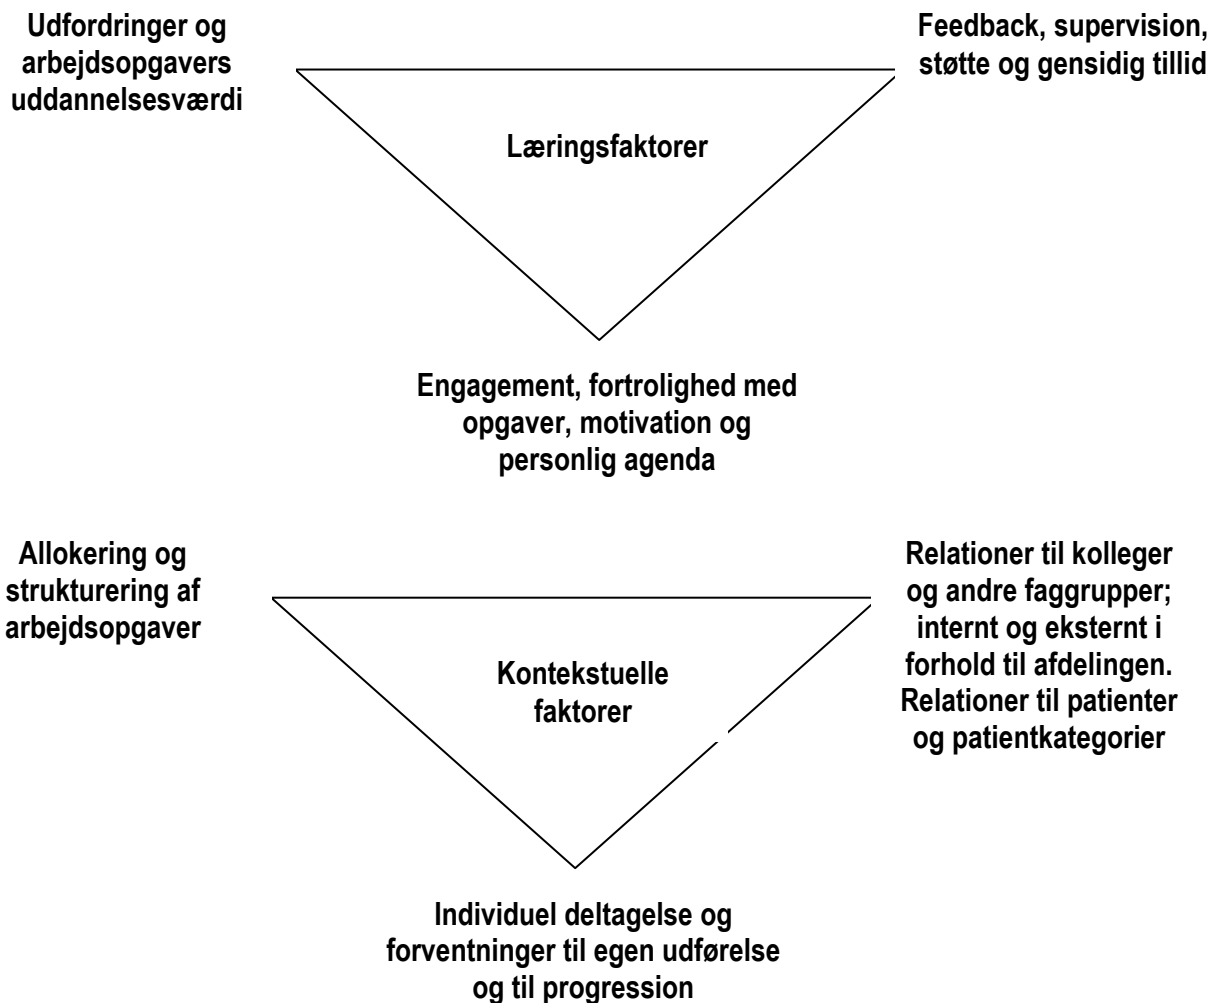 Udfordringer og
arbejdsopgavers
uddannelsesværdi
Feedback, supervision,
støtte og gensidig tillid
Læringsfaktorer
Engagement, fortrolighed med
opgaver, motivation og
personlig agenda
Allokering og
strukturering af
arbejdsopgaver
Relationer til kolleger
og andre faggrupper;
internt og eksternt i
forhold til afdelingen.
Relationer til patienter
og patientkategorier
Kontekstuelle
faktorer
Individuel deltagelse og
forventninger til egen udførelse
og til progression